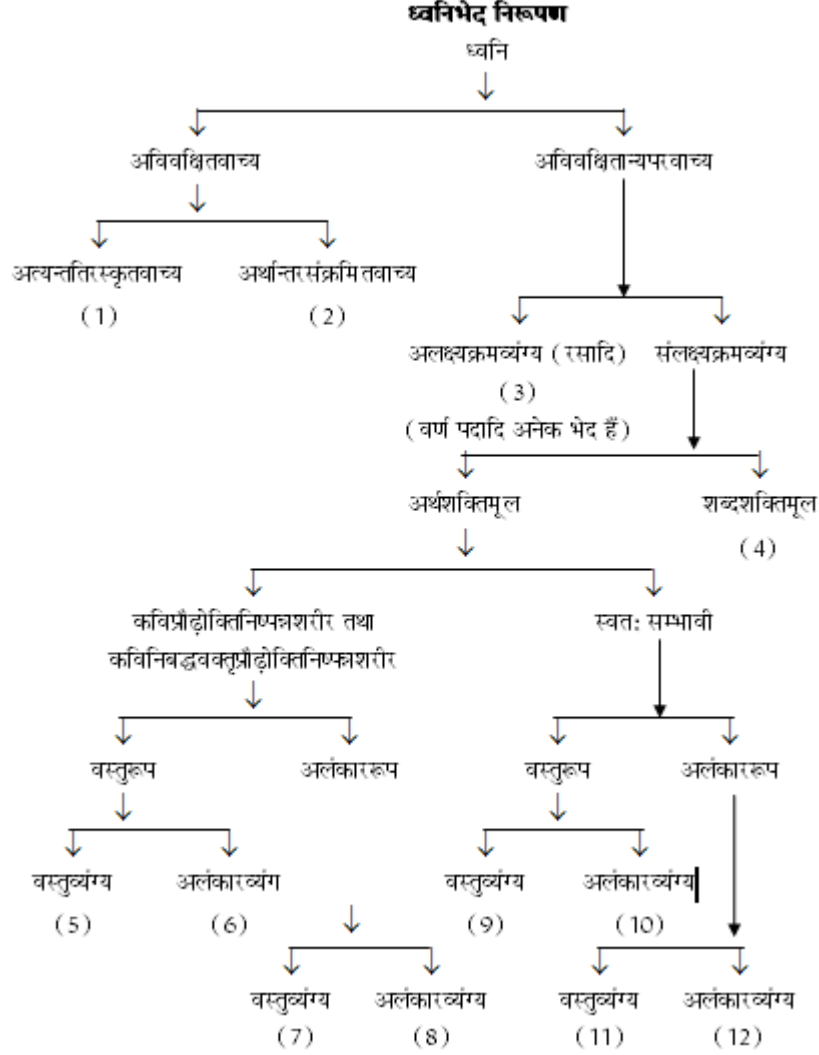 ध्वनिभेद निरूपण
ध्वनि
अविवक्षितवाच्य अविवक्षितान्यपरवाच्य
अत्यन्ततिरस्कृतवाच्य अर्थान्तरसंक्रमितवाच्य
(1) (2)
अलक्ष्यक्रमव्यंग्य (रसादि) संलक्ष्यक्रमव्यंग्य
(3)
(वर्ण पदादि अनेक भेद हैं)
अर्थशक्तिमूल शब्दशक्तिमूल
(4)
कविप्रौढ़ोक्तिनिष्पन्नशरीर तथा स्वतः सम्भावी
कविनिबद्धवक्तृप्रौढ़ोक्तिनिष्पन्नशरीर
वस्तुरूप अलंकाररूप वस्तुरूप अलंकाररूप
वस्तुव्यंग्य अलंकारव्यंग वस्तुव्यंग्य अलंकारव्यंग्य
(5) (6) (9) (10)
वस्तुव्यंग्य अलंकारव्यंग्य वस्तुव्यंग्य अलंकारव्यंग्य
(7) (8) (11) (12)